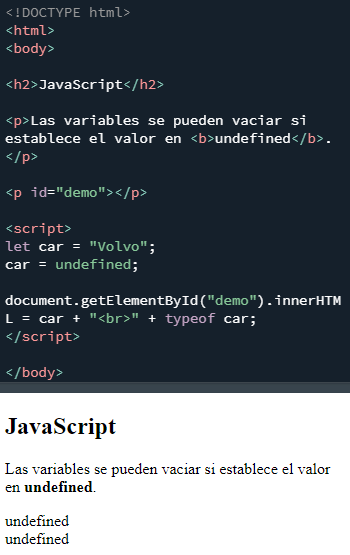 <!DOCTYPE html>
<html>
<body>
<h2>JavaScript</h2>
<p>Las variables se pueden vaciar si
establece el valor en <b>undefined</b>.
</p>
<p id="demo"></p>
<script>
let car = "Volvo";
car = undefined;
document.getElementById("demo").innerHTM
L = car + "<br>" + typeof car;
</script>
</body>
JavaScript
Las variables se pueden vaciar si establece el valor
en undefined.
undefined
undefined